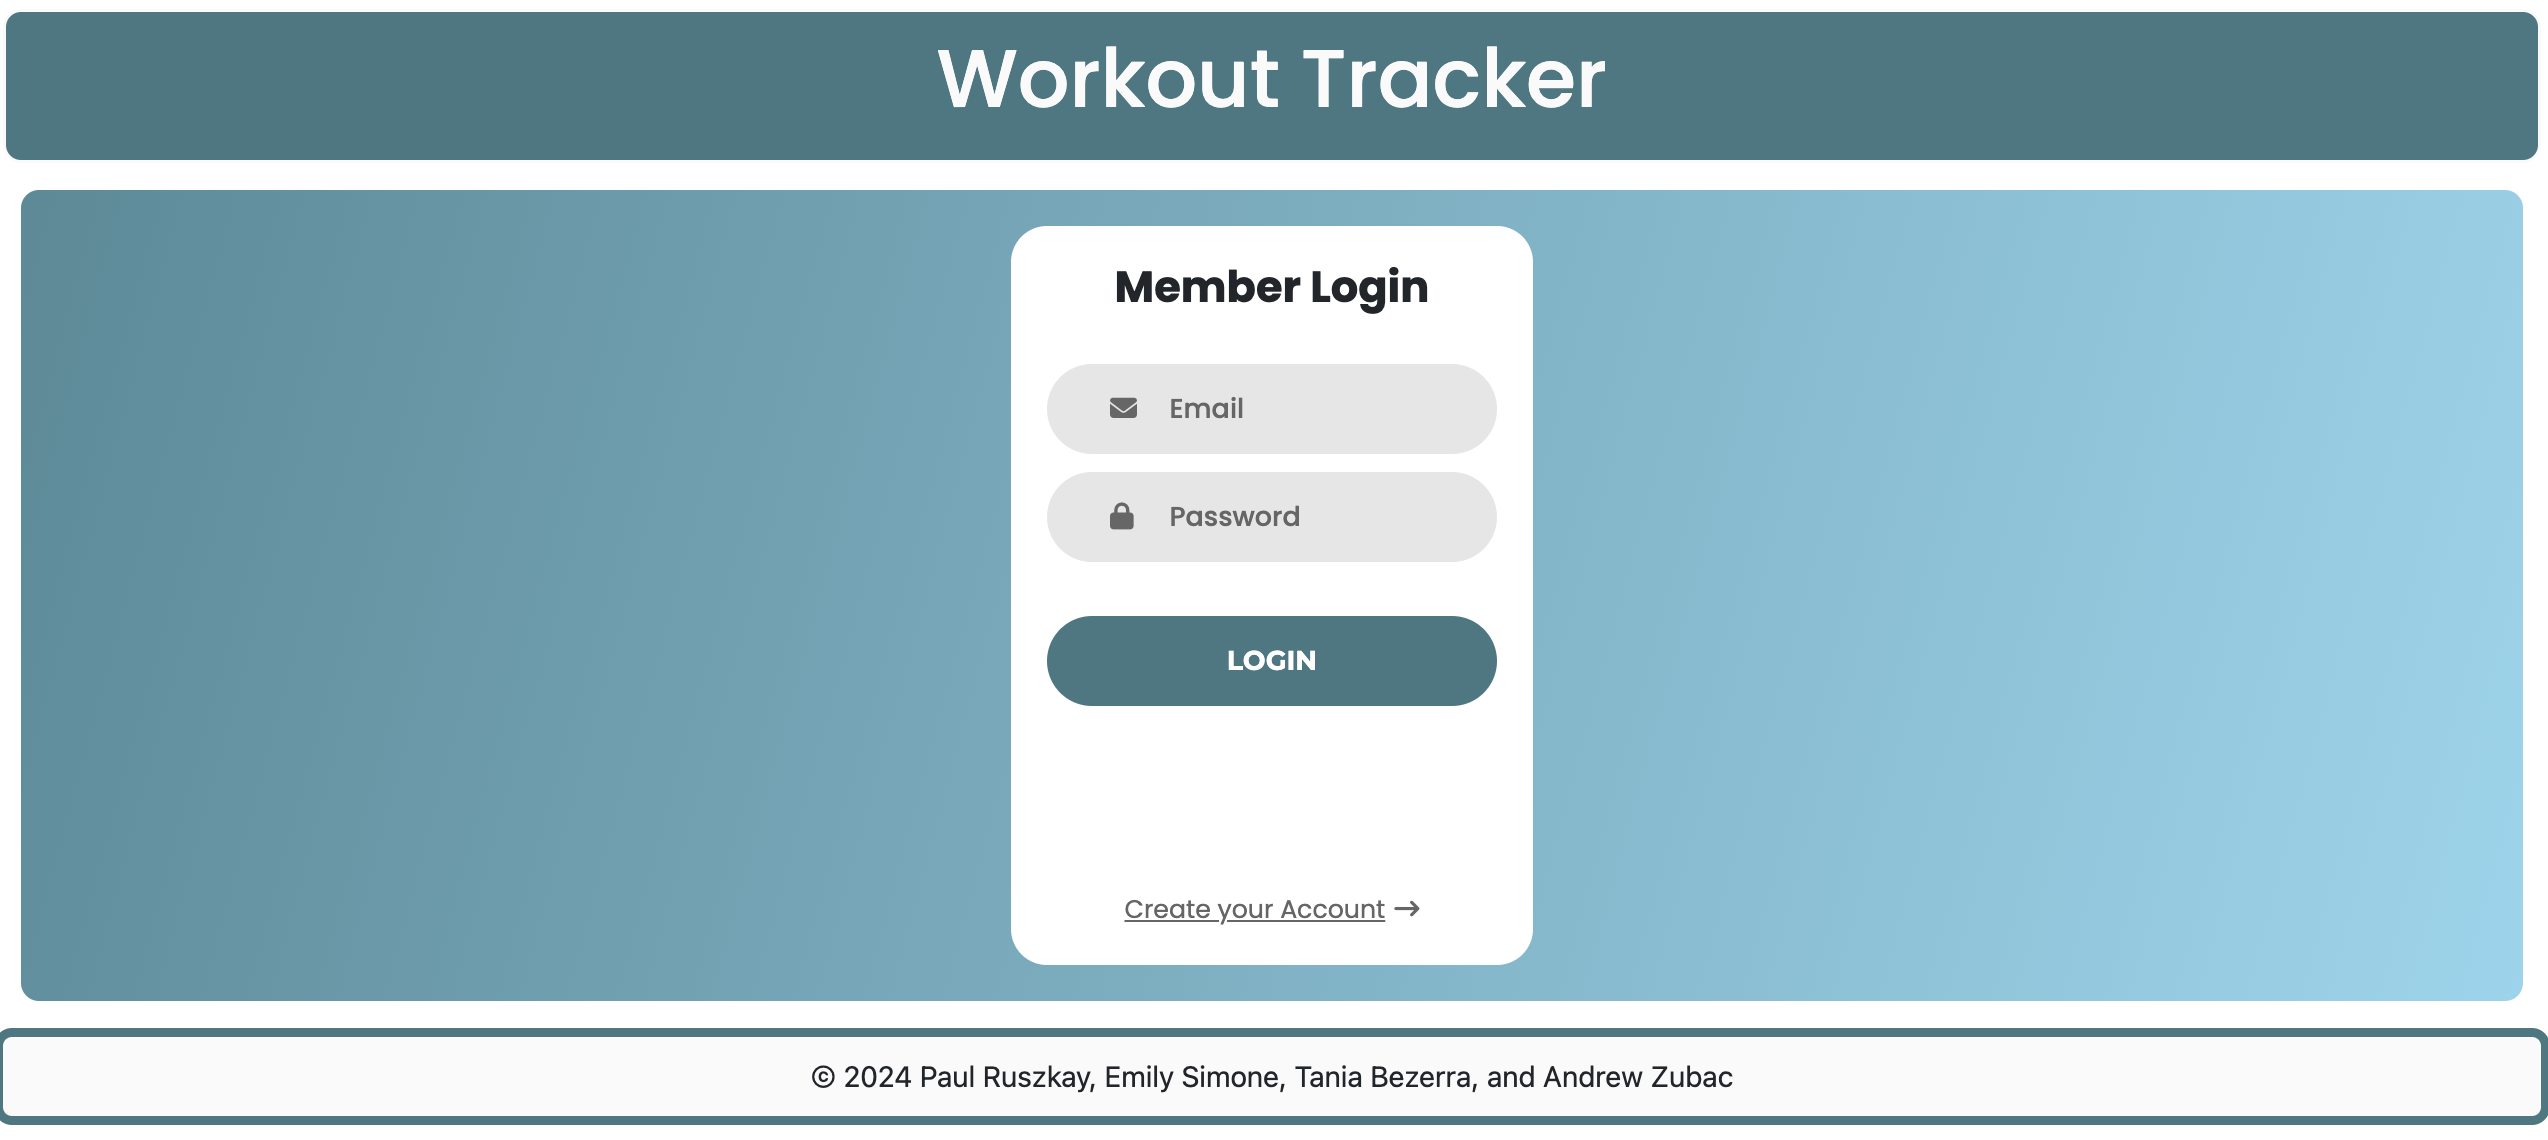 Workout Tracker
Member Login
Email
Password
LOGIN
Create your Account
© 2024 Paul Ruszkay, Emily Simone, Tania Bezerra, and Andrew Zubac